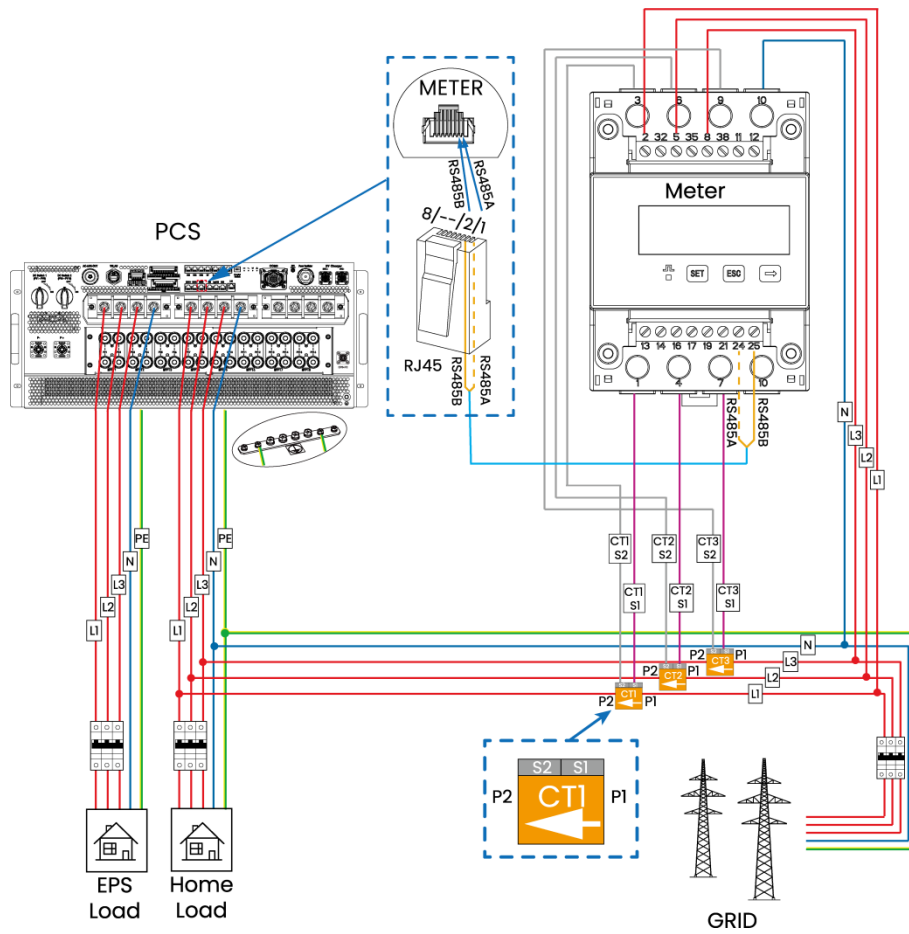 METER
RS485B
RS485A
8/--/2/1
RJ45
RS485B
RS485A
PCS
3
6
9
10
2 32 5 35 8 38 11 12
Meter
SET
ESC
13 14 16 17 19 21 24 25
1
4
7
10
RS485A
RS485B
N
L3
L2
L1
CT1
S2
CT2
S2
CT3
S2
CT1
S1
CT2
S1
CT3
S1
PE
N
L3
L2
L1
PE
N
L3
L2
L1
N
P2
CT3
P1
L3
P2
CT2
P1
L2
P2
CT1
P1
L1
S2
S1
P2
CT1
P1
EPS
Load
Home
Load
GRID